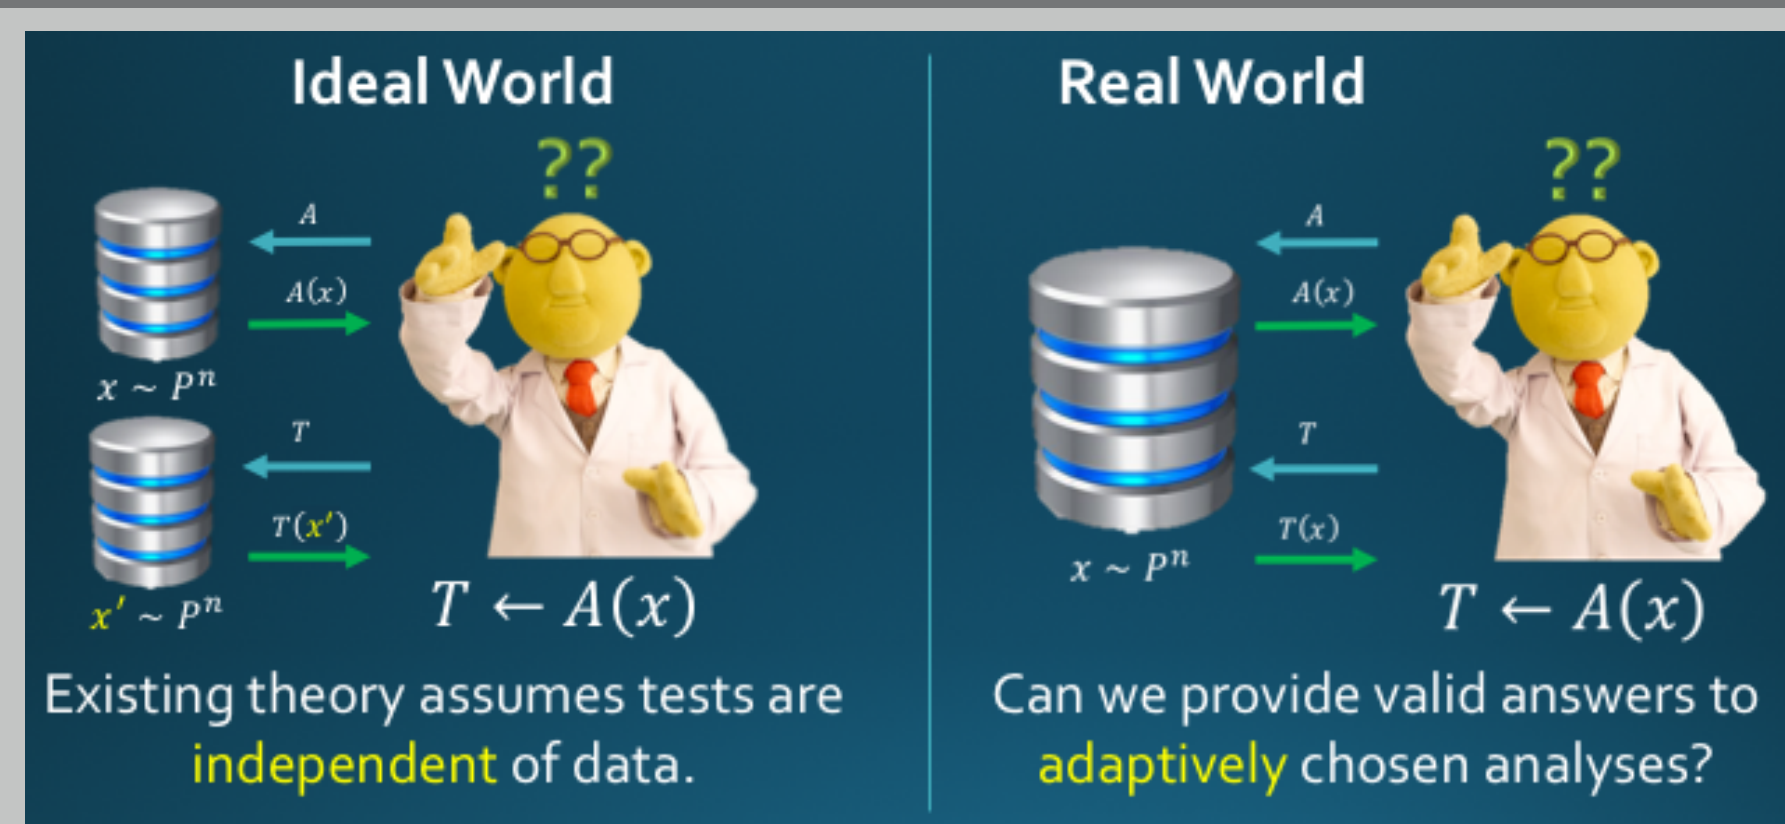 Ideal World
??
A
A(x)
x ~ Pⁿ
T
T(x′)
x′ ~ Pⁿ
T ← A(x)
Existing theory assumes tests are
independent of data.
Real World
??
A
A(x)
T
T(x)
x ~ Pⁿ
T ← A(x)
Can we provide valid answers to
adaptively chosen analyses?